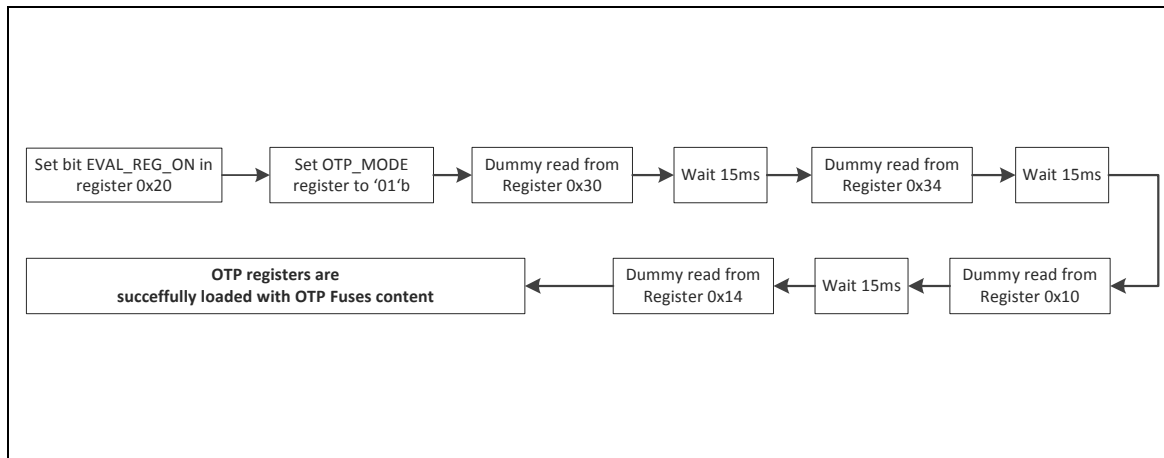 Set bit EVAL_REG_ON in
register 0x20
Set OTP_MODE
register to ‘01‘b
Dummy read from
Register 0x30
Wait 15ms
Dummy read from
Register 0x34
Wait 15ms
Dummy read from
Register 0x10
Wait 15ms
Dummy read from
Register 0x14
OTP registers are
succeffully loaded with OTP Fuses content